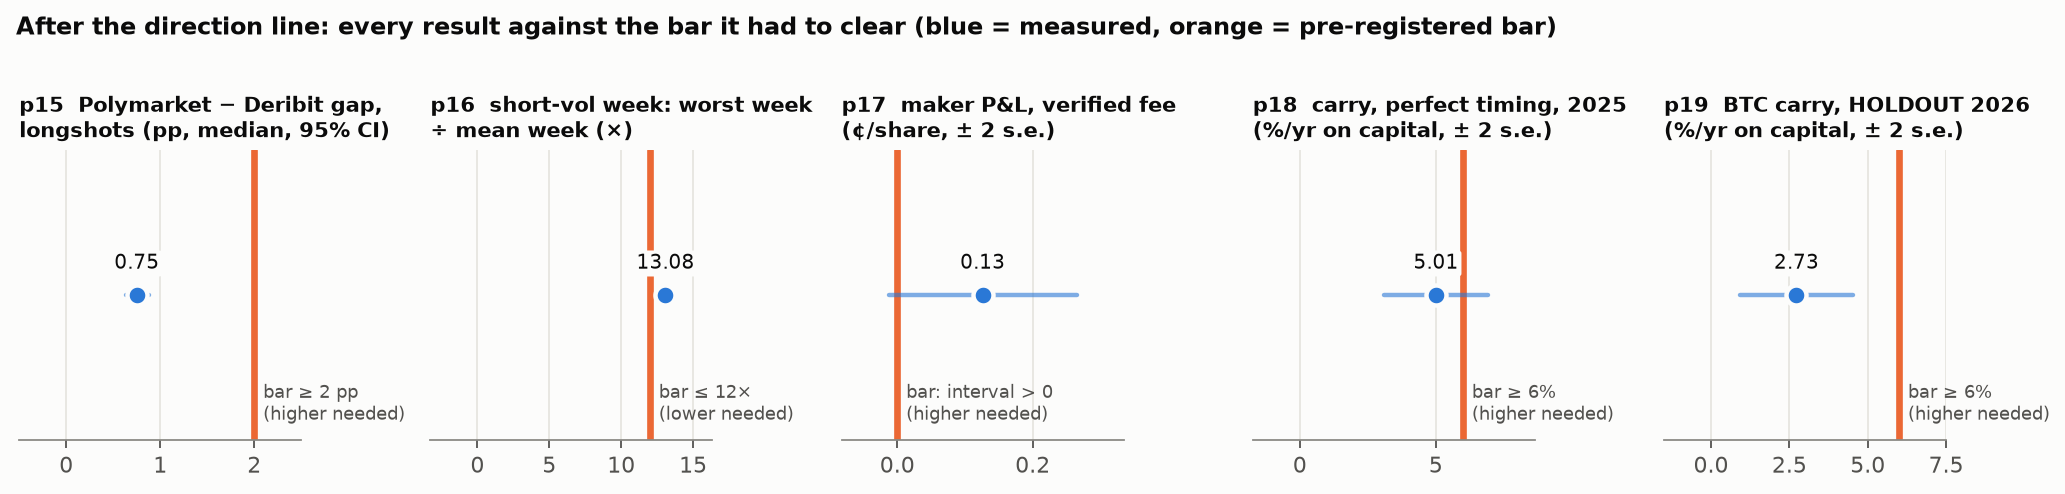 After the direction line: every result against the bar it had to clear (blue = measured, orange = pre-registered bar)
p15  Polymarket − Deribit gap,
longshots (pp, median, 95% CI)
0.75
bar ≥ 2 pp
(higher needed)
0 1 2
p16  short-vol week: worst week
÷ mean week (×)
13.08
bar ≤ 12×
(lower needed)
0 5 10 15
p17  maker P&L, verified fee
(¢/share, ± 2 s.e.)
0.13
bar: interval > 0
(higher needed)
0.0 0.2
p18  carry, perfect timing, 2025
(%/yr on capital, ± 2 s.e.)
5.01
bar ≥ 6%
(higher needed)
0 5
p19  BTC carry, HOLDOUT 2026
(%/yr on capital, ± 2 s.e.)
2.73
bar ≥ 6%
(higher needed)
0.0 2.5 5.0 7.5